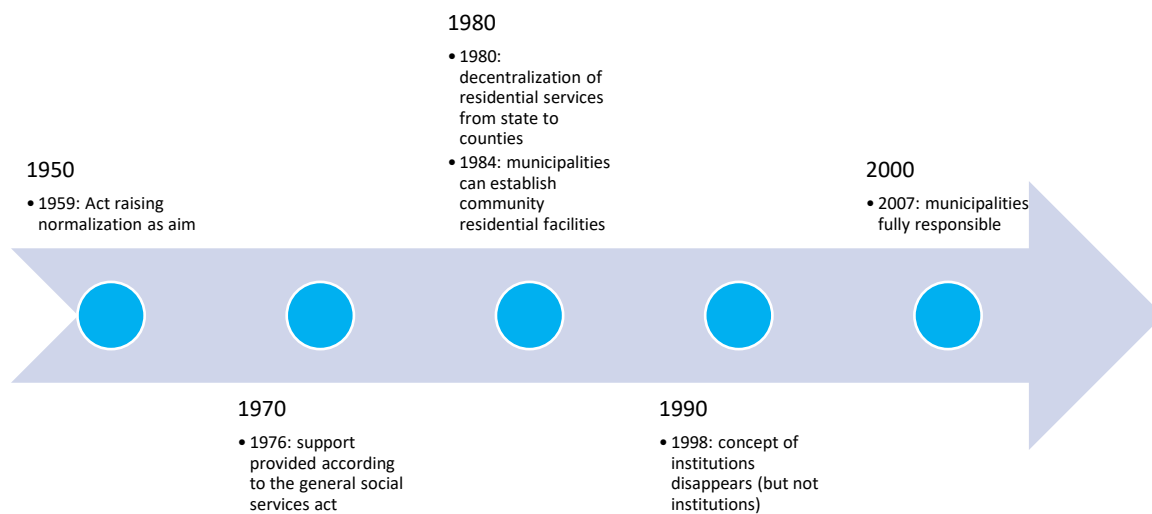 1950
• 1959: Act raising
normalization as aim
1970
• 1976: support
provided according
to the general social
services act
1980
• 1980:
decentralization of
residential services
from state to
counties
• 1984: municipalities
can establish
community
residential facilities
1990
• 1998: concept of
institutions
disappears (but not
institutions)
2000
• 2007: municipalities
fully responsible